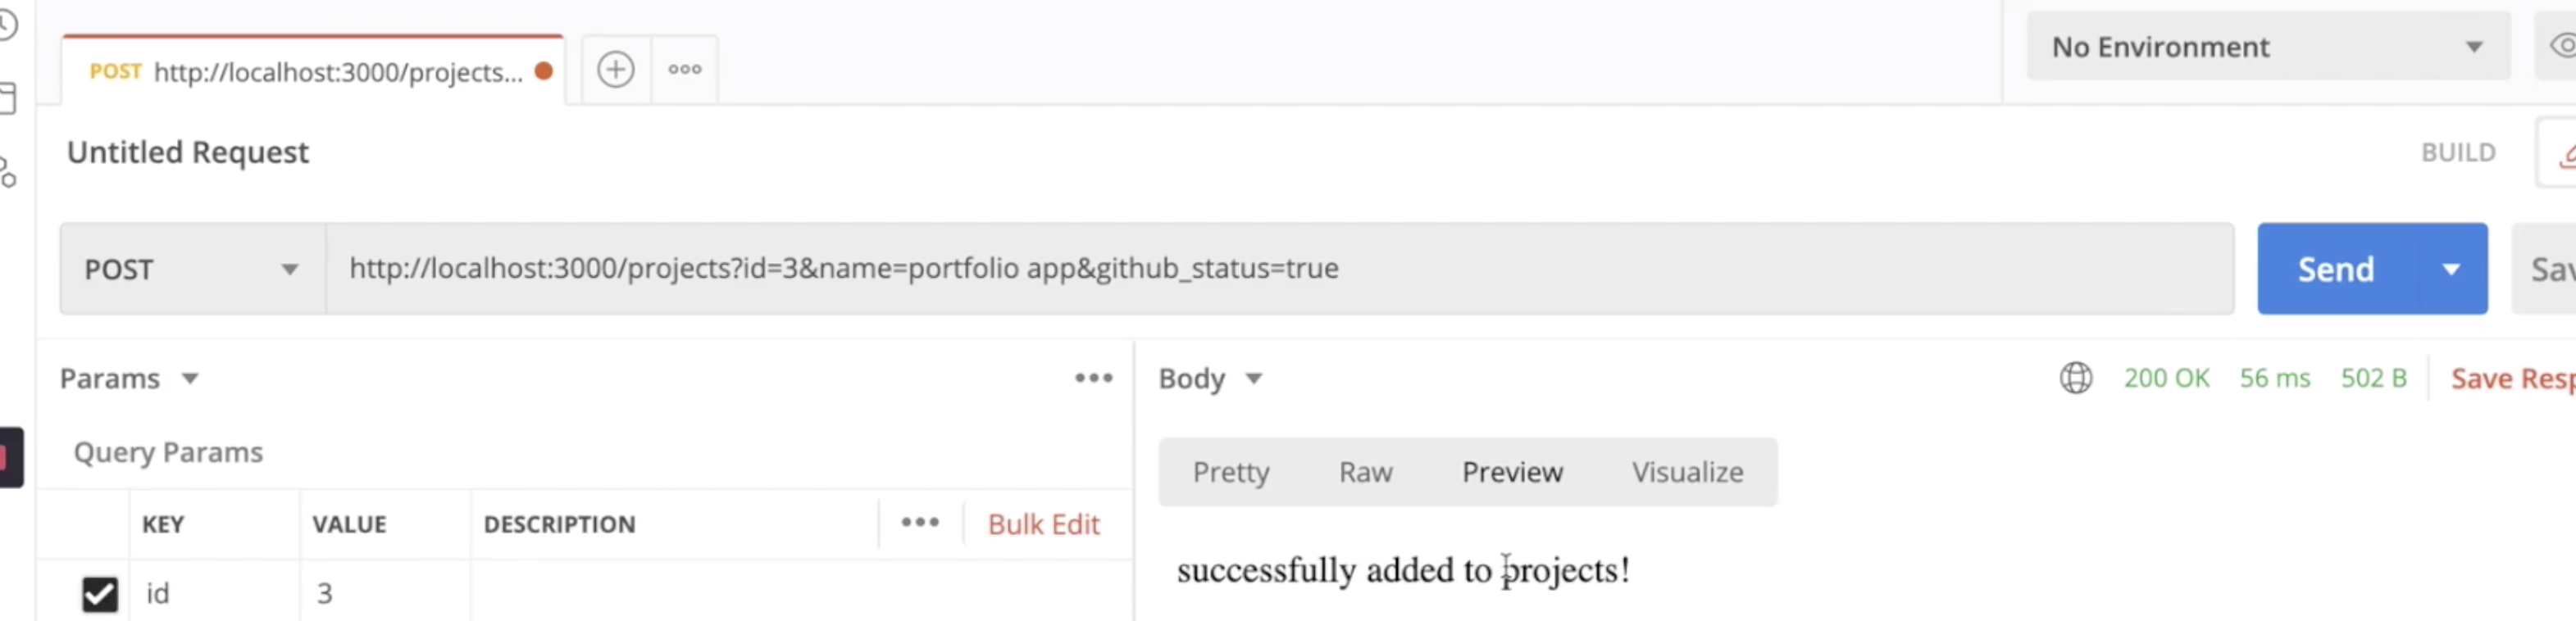 POST http://localhost:3000/projects...
No Environment
Untitled Request
BUILD
POST
http://localhost:3000/projects?id=3&name=portfolio app&github_status=true
Send
Params
Query Params
KEY VALUE DESCRIPTION Bulk Edit
id 3
Body
200 OK 56 ms 502 B Save
Pretty Raw Preview Visualize
successfully added to projects!